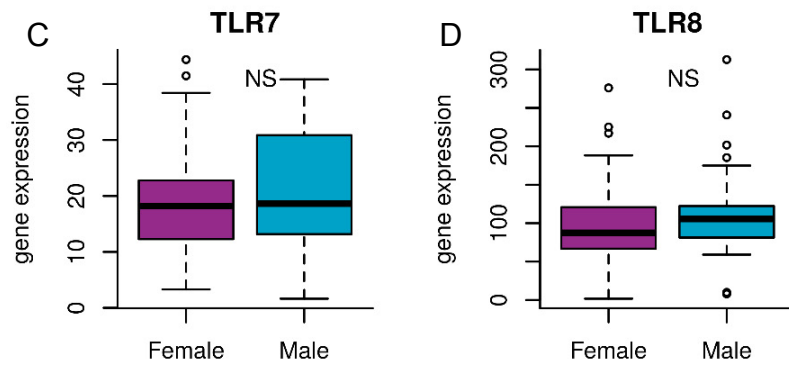 C
TLR7
NS
gene expression
40
30
20
10
0
Female
Male
D
TLR8
NS
gene expression
300
200
100
0
Female
Male